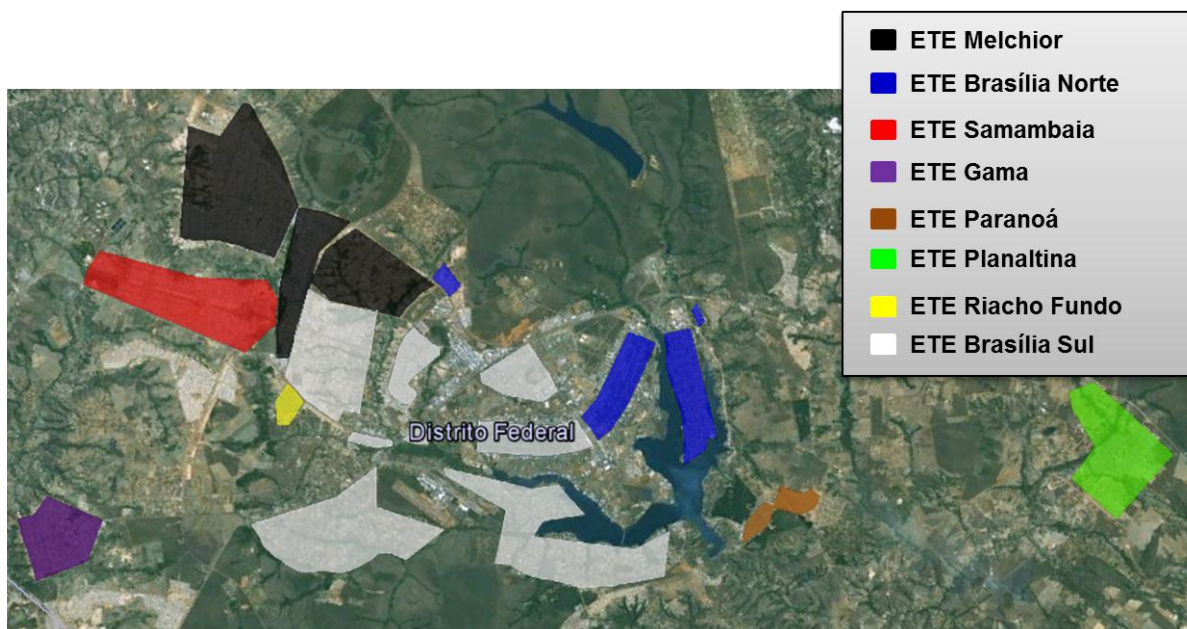 ETE Melchior
ETE Brasília Norte
ETE Samambaia
ETE Gama
ETE Paranoá
ETE Planaltina
ETE Riacho Fundo
ETE Brasília Sul
Distrito Federal